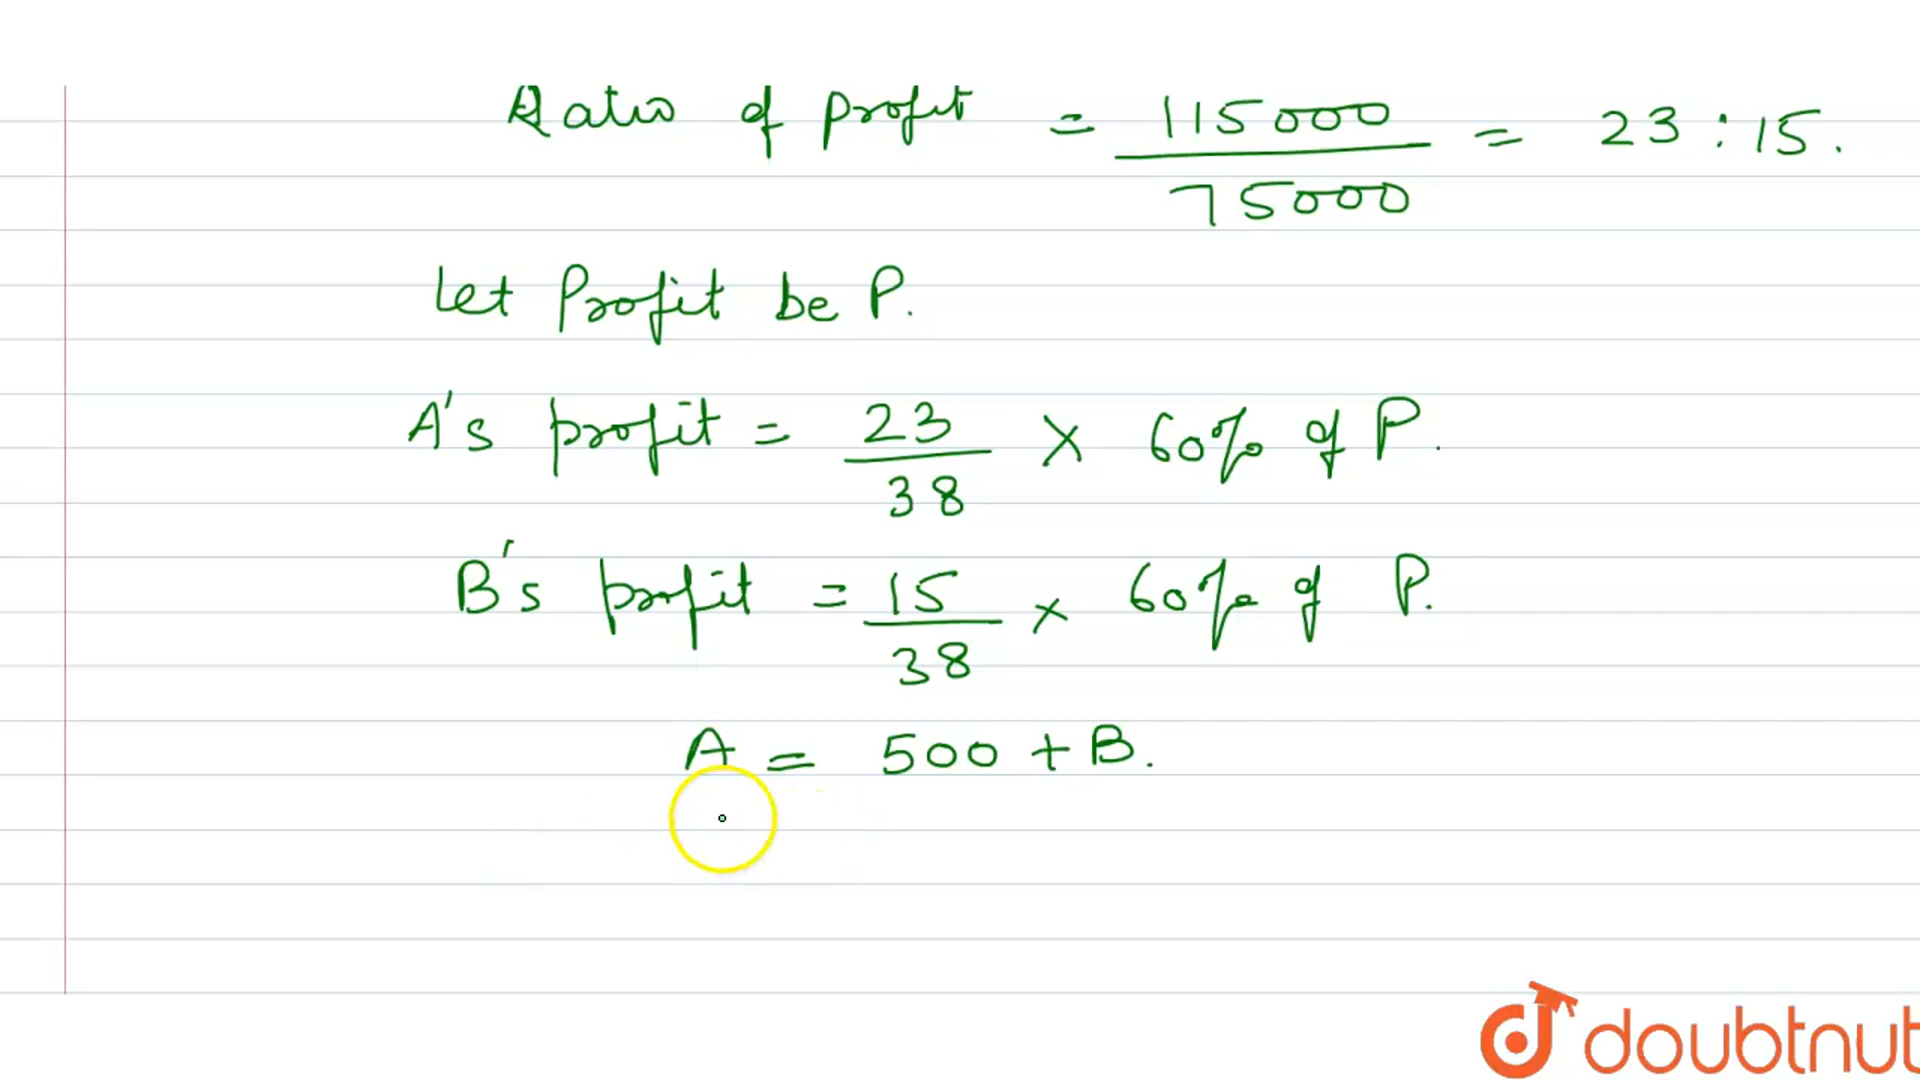 Ratio of profit = 115000 / 75000 = 23 : 15.
Let Profit be P.
A's profit = 23 / 38 × 60% of P.
B's profit = 15 / 38 × 60% of P.
A = 500 + B.
doubtnut